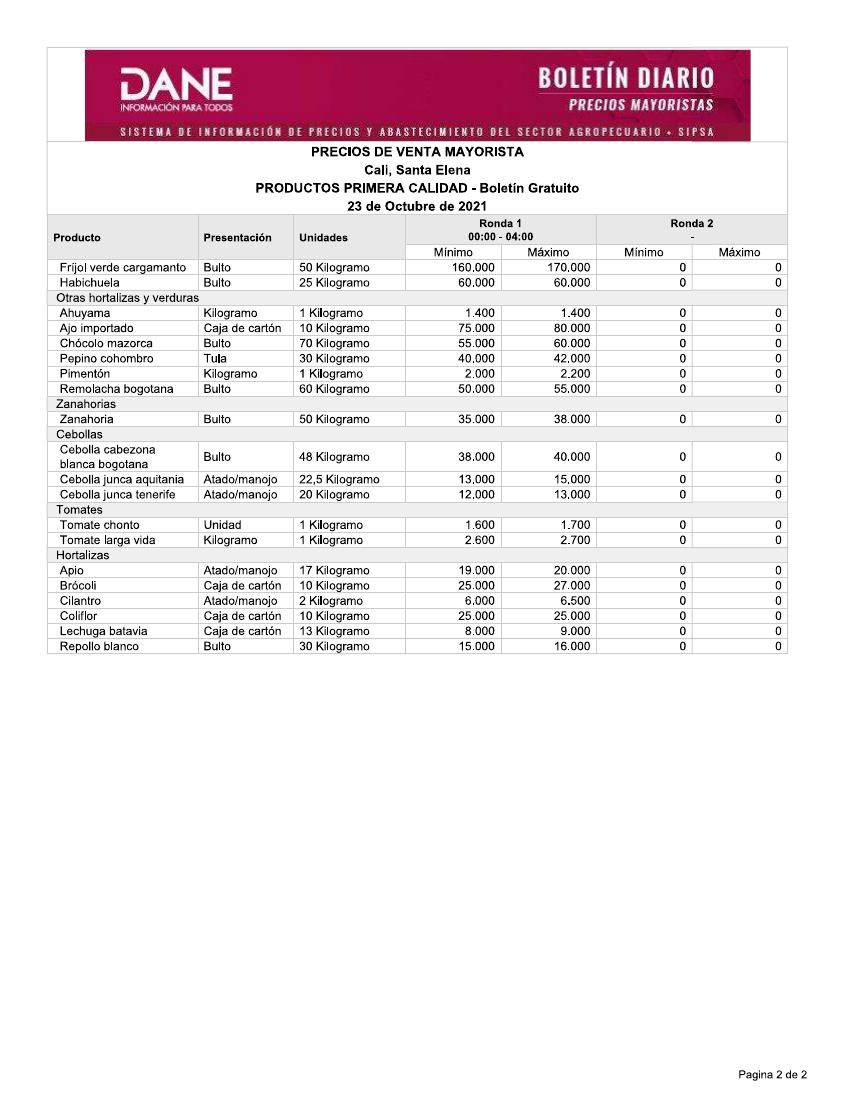 DANE
INFORMACIÓN PARA TODOS
BOLETÍN DIARIO
PRECIOS MAYORISTAS
SISTEMA DE INFORMACIÓN DE PRECIOS Y ABASTECIMIENTO DEL SECTOR AGROPECUARIO • SIPSA
PRECIOS DE VENTA MAYORISTA
Cali, Santa Elena
PRODUCTOS PRIMERA CALIDAD - Boletín Gratuito
23 de Octubre de 2021
Producto Presentación Unidades Ronda 1 00:00 - 04:00 Ronda 2 -
Mínimo Máximo Mínimo Máximo
Fríjol verde cargamanto Bulto 50 Kilogramo 160.000 170.000 0 0
Habichuela Bulto 25 Kilogramo 60.000 60.000 0 0
Otras hortalizas y verduras
Ahuyama Kilogramo 1 Kilogramo 1.400 1.400 0 0
Ajo importado Caja de cartón 10 Kilogramo 75.000 80.000 0 0
Chócolo mazorca Bulto 70 Kilogramo 55.000 60.000 0 0
Pepino cohombro Tula 30 Kilogramo 40.000 42.000 0 0
Pimentón Kilogramo 1 Kilogramo 2.000 2.200 0 0
Remolacha bogotana Bulto 60 Kilogramo 50.000 55.000 0 0
Zanahorias
Zanahoria Bulto 50 Kilogramo 35.000 38.000 0 0
Cebollas
Cebolla cabezona
blanca bogotana Bulto 48 Kilogramo 38.000 40.000 0 0
Cebolla junca aquitania Atado/manojo 22,5 Kilogramo 13.000 15.000 0 0
Cebolla junca tenerife Atado/manojo 20 Kilogramo 12.000 13.000 0 0
Tomates
Tomate chonto Unidad 1 Kilogramo 1.600 1.700 0 0
Tomate larga vida Kilogramo 1 Kilogramo 2.600 2.700 0 0
Hortalizas
Apio Atado/manojo 17 Kilogramo 19.000 20.000 0 0
Brócoli Caja de cartón 10 Kilogramo 25.000 27.000 0 0
Cilantro Atado/manojo 2 Kilogramo 6.000 6.500 0 0
Coliflor Caja de cartón 10 Kilogramo 25.000 25.000 0 0
Lechuga batavia Caja de cartón 13 Kilogramo 8.000 9.000 0 0
Repollo blanco Bulto 30 Kilogramo 15.000 16.000 0 0
Pagina 2 de 2